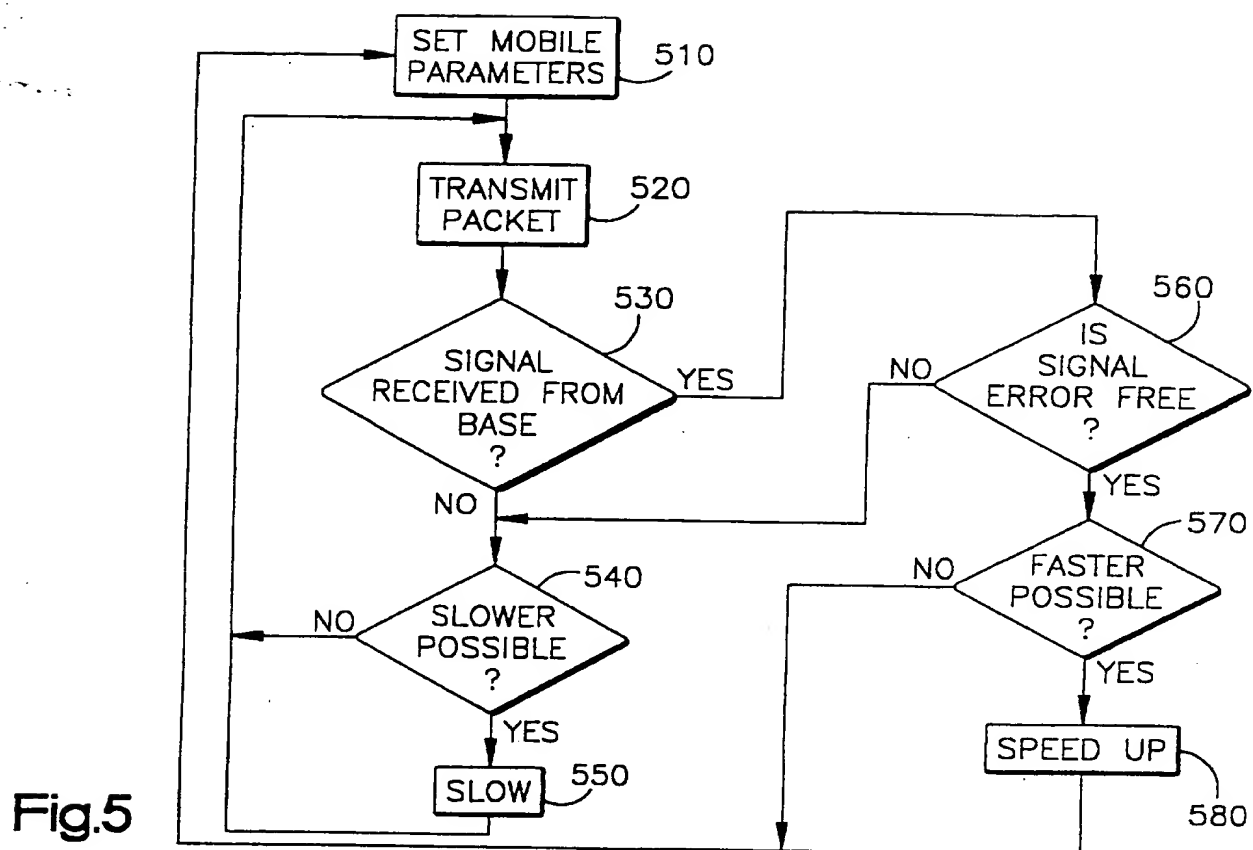 SET MOBILE
PARAMETERS
510
TRANSMIT
PACKET
520
SIGNAL
RECEIVED FROM
BASE
?
530
YES
NO
IS
SIGNAL
ERROR FREE
?
560
NO
YES
SLOWER
POSSIBLE
?
540
NO
YES
FASTER
POSSIBLE
?
570
NO
YES
SLOW
550
SPEED UP
580
Fig.5